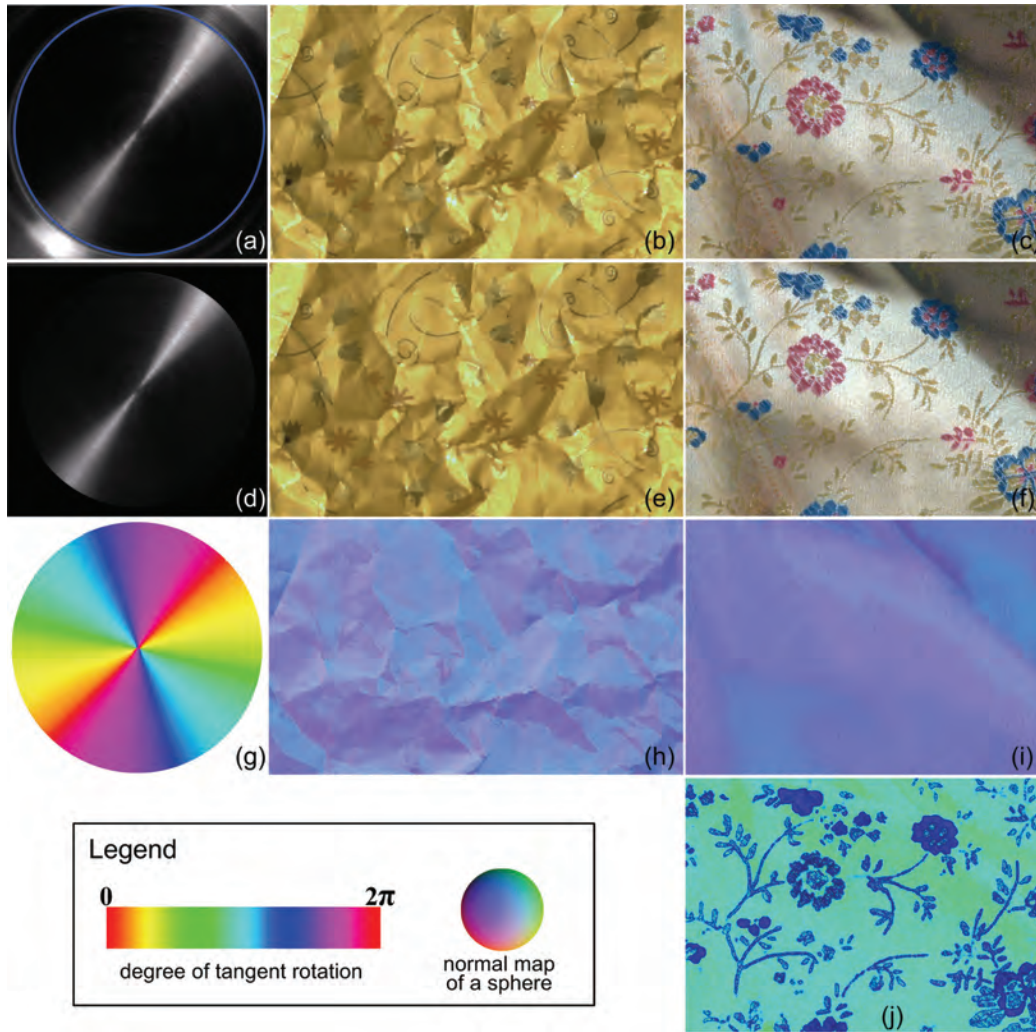 (a)
(b)
(c)
(d)
(e)
(f)
(g)
(h)
(i)
Legend
0
2π
degree of tangent rotation
normal map
of a sphere
(j)